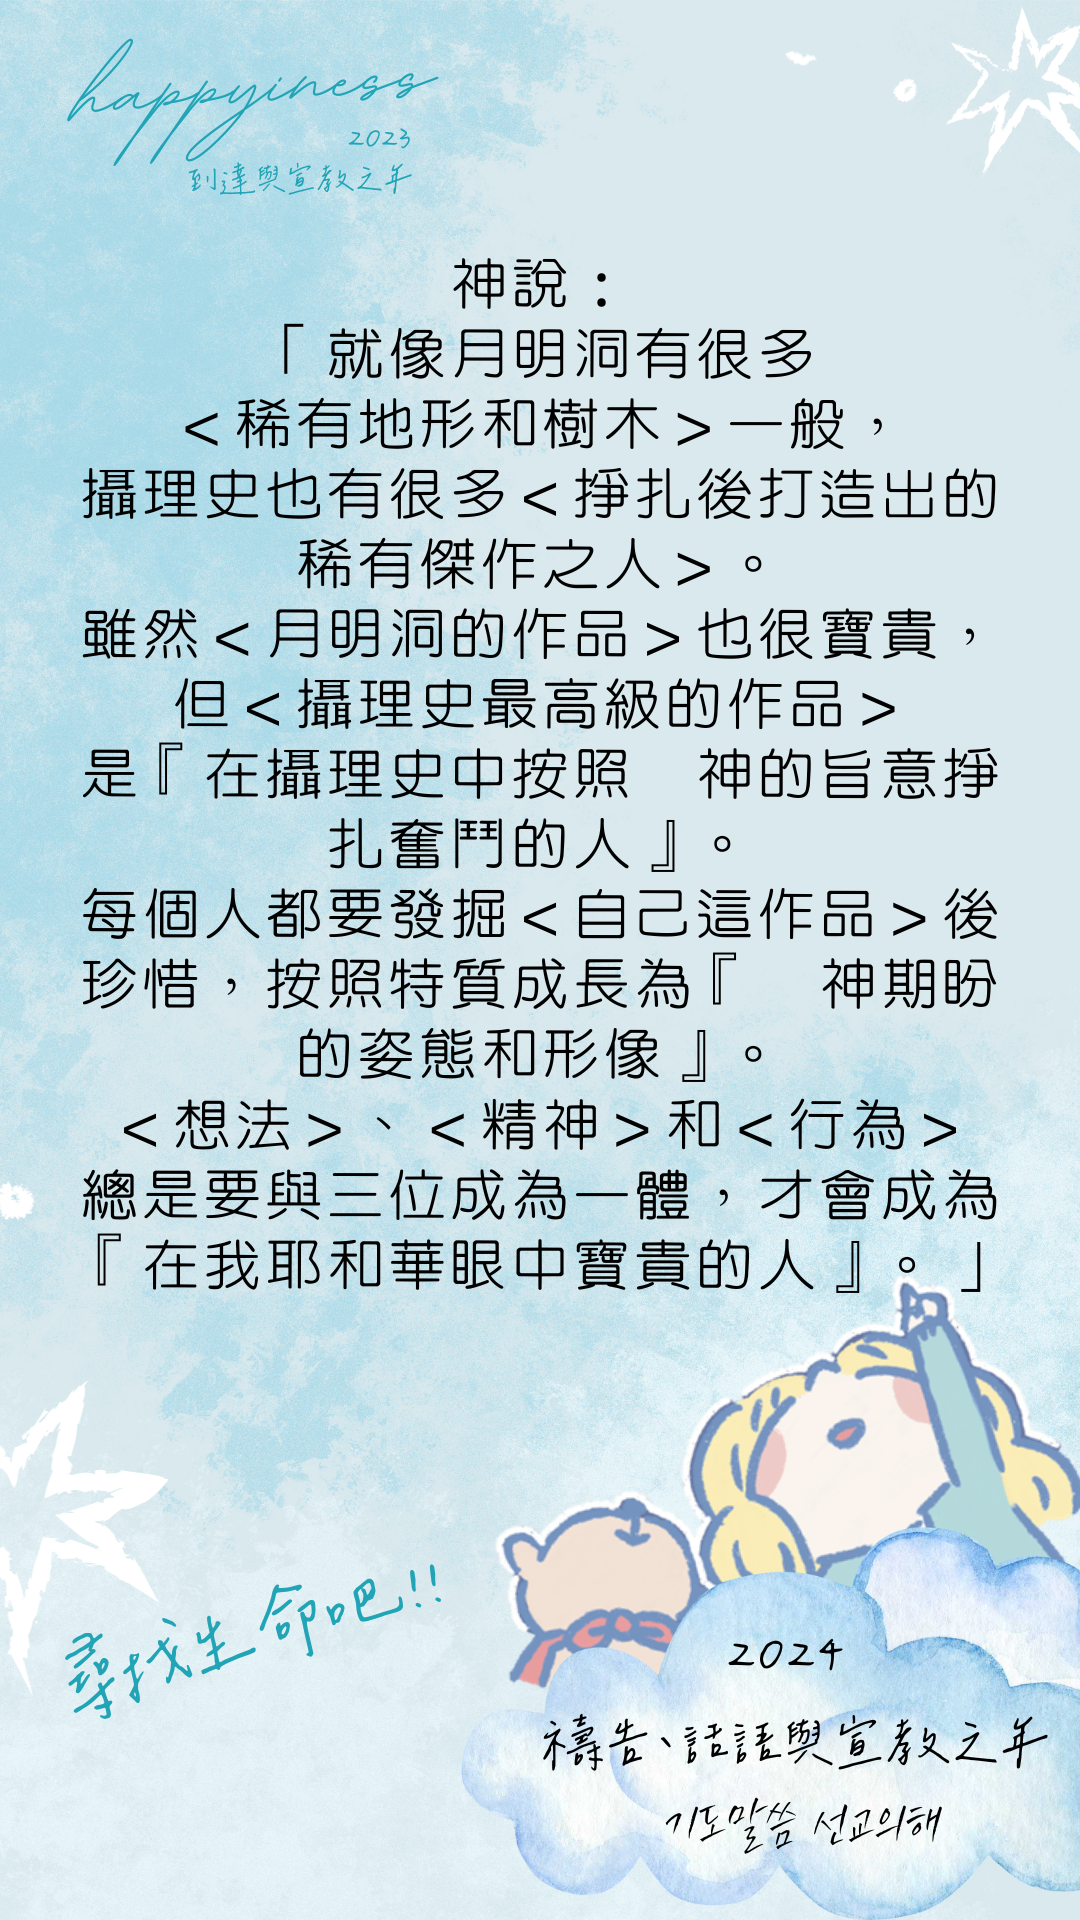 happyiness
2023
到達與宣教之年
神說：
「就像月明洞有很多
＜稀有地形和樹木＞一般，
攝理史也有很多＜掙扎後打造出的
稀有傑作之人＞。
雖然＜月明洞的作品＞也很寶貴，
但＜攝理史最高級的作品＞
是『在攝理史中按照　神的旨意掙
扎奮鬥的人』。
每個人都要發掘＜自己這作品＞後
珍惜，按照特質成長為『　神期盼
的姿態和形像』。
＜想法＞、＜精神＞和＜行為＞
總是要與三位成為一體，才會成為
『在我耶和華眼中寶貴的人』。」
尋找生命吧!!
2024
禱告、話語與宣教之年
기도말씀 선교의해